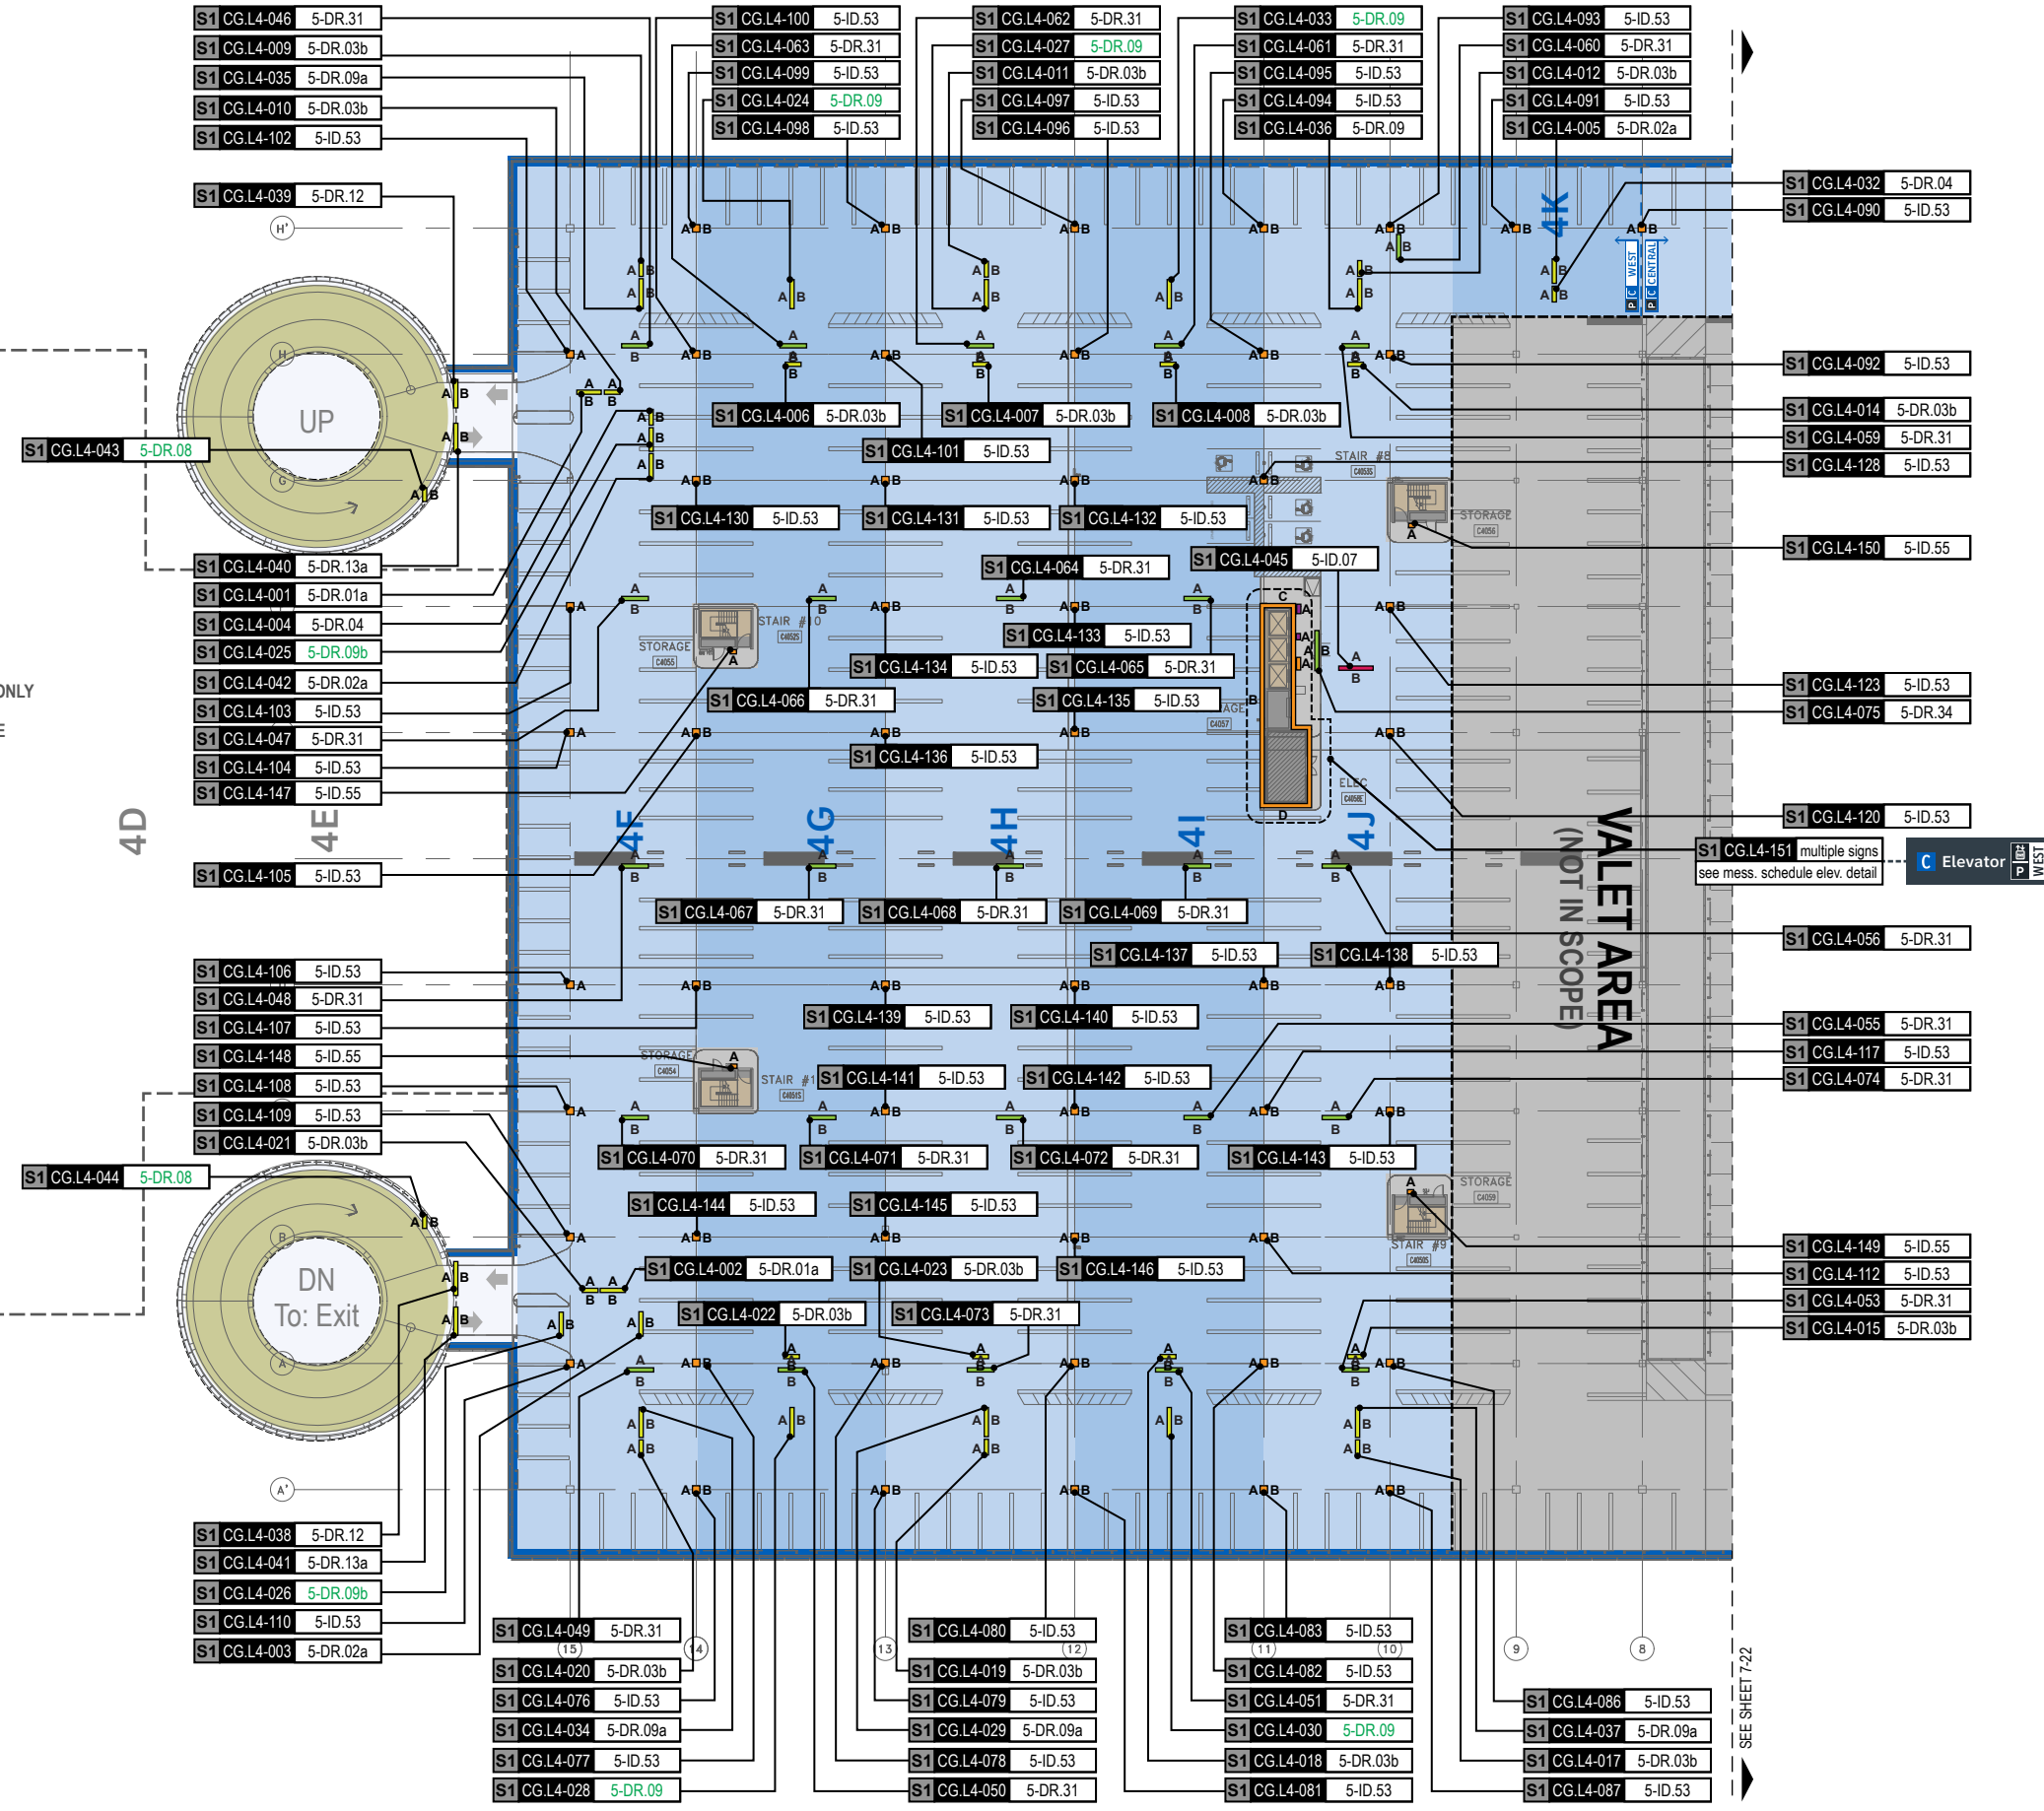 S1 CG.L4-046 5-DR.31
S1 CG.L4-009 5-DR.03b
S1 CG.L4-035 5-DR.09a
S1 CG.L4-010 5-DR.03b
S1 CG.L4-102 5-ID.53
S1 CG.L4-100 5-ID.53
S1 CG.L4-063 5-DR.31
S1 CG.L4-099 5-ID.53
S1 CG.L4-024 5-DR.09
S1 CG.L4-098 5-ID.53
S1 CG.L4-062 5-DR.31
S1 CG.L4-027 5-DR.09
S1 CG.L4-011 5-DR.03b
S1 CG.L4-097 5-ID.53
S1 CG.L4-096 5-ID.53
S1 CG.L4-033 5-DR.09
S1 CG.L4-061 5-DR.31
S1 CG.L4-095 5-ID.53
S1 CG.L4-094 5-ID.53
S1 CG.L4-036 5-DR.09
S1 CG.L4-093 5-ID.53
S1 CG.L4-060 5-DR.31
S1 CG.L4-012 5-DR.03b
S1 CG.L4-091 5-ID.53
S1 CG.L4-005 5-DR.02a
S1 CG.L4-039 5-DR.12
S1 CG.L4-032 5-DR.04
S1 CG.L4-090 5-ID.53
H'
4K
P C WEST
P C CENTRAL
H
UP
G
S1 CG.L4-043 5-DR.08
S1 CG.L4-006 5-DR.03b
S1 CG.L4-007 5-DR.03b
S1 CG.L4-008 5-DR.03b
S1 CG.L4-101 5-ID.53
S1 CG.L4-092 5-ID.53
S1 CG.L4-014 5-DR.03b
S1 CG.L4-059 5-DR.31
S1 CG.L4-128 5-ID.53
STAIR #8
C4053S
STORAGE
C4056
S1 CG.L4-130 5-ID.53
S1 CG.L4-131 5-ID.53
S1 CG.L4-132 5-ID.53
S1 CG.L4-150 5-ID.55
S1 CG.L4-064 5-DR.31
S1 CG.L4-045 5-ID.07
S1 CG.L4-040 5-DR.13a
S1 CG.L4-001 5-DR.01a
S1 CG.L4-004 5-DR.04
S1 CG.L4-025 5-DR.09b
S1 CG.L4-042 5-DR.02a
S1 CG.L4-103 5-ID.53
S1 CG.L4-047 5-DR.31
S1 CG.L4-104 5-ID.53
S1 CG.L4-147 5-ID.55
ONLY
STAIR #10
C4052S
STORAGE
C4055
S1 CG.L4-133 5-ID.53
S1 CG.L4-134 5-ID.53
S1 CG.L4-065 5-DR.31
S1 CG.L4-066 5-DR.31
S1 CG.L4-135 5-ID.53
S1 CG.L4-136 5-ID.53
C4057
S1 CG.L4-123 5-ID.53
S1 CG.L4-075 5-DR.34
ELEC
C4058E
4D
4E
4F
4G
4H
4I
4J
VALET AREA
(NOT IN SCOPE)
S1 CG.L4-120 5-ID.53
S1 CG.L4-151 multiple signs
see mess. schedule elev. detail
C Elevator P WEST
S1 CG.L4-105 5-ID.53
S1 CG.L4-067 5-DR.31
S1 CG.L4-068 5-DR.31
S1 CG.L4-069 5-DR.31
S1 CG.L4-056 5-DR.31
S1 CG.L4-137 5-ID.53
S1 CG.L4-138 5-ID.53
S1 CG.L4-106 5-ID.53
S1 CG.L4-048 5-DR.31
S1 CG.L4-107 5-ID.53
S1 CG.L4-148 5-ID.55
S1 CG.L4-108 5-ID.53
S1 CG.L4-109 5-ID.53
S1 CG.L4-021 5-DR.03b
S1 CG.L4-139 5-ID.53
S1 CG.L4-140 5-ID.53
S1 CG.L4-055 5-DR.31
S1 CG.L4-117 5-ID.53
S1 CG.L4-074 5-DR.31
STORAGE
C4054
STAIR #1
C4051S
S1 CG.L4-141 5-ID.53
S1 CG.L4-142 5-ID.53
S1 CG.L4-070 5-DR.31
S1 CG.L4-071 5-DR.31
S1 CG.L4-072 5-DR.31
S1 CG.L4-143 5-ID.53
S1 CG.L4-044 5-DR.08
STORAGE
C4059
S1 CG.L4-144 5-ID.53
S1 CG.L4-145 5-ID.53
STAIR #9
C4050S
S1 CG.L4-149 5-ID.55
S1 CG.L4-112 5-ID.53
S1 CG.L4-053 5-DR.31
S1 CG.L4-015 5-DR.03b
S1 CG.L4-002 5-DR.01a
S1 CG.L4-023 5-DR.03b
S1 CG.L4-146 5-ID.53
S1 CG.L4-022 5-DR.03b
S1 CG.L4-073 5-DR.31
B
DN
To: Exit
A
A'
S1 CG.L4-038 5-DR.12
S1 CG.L4-041 5-DR.13a
S1 CG.L4-026 5-DR.09b
S1 CG.L4-110 5-ID.53
S1 CG.L4-003 5-DR.02a
S1 CG.L4-049 5-DR.31
S1 CG.L4-020 5-DR.03b
S1 CG.L4-076 5-ID.53
S1 CG.L4-034 5-DR.09a
S1 CG.L4-077 5-ID.53
S1 CG.L4-028 5-DR.09
S1 CG.L4-080 5-ID.53
S1 CG.L4-019 5-DR.03b
S1 CG.L4-079 5-ID.53
S1 CG.L4-029 5-DR.09a
S1 CG.L4-078 5-ID.53
S1 CG.L4-050 5-DR.31
S1 CG.L4-083 5-ID.53
S1 CG.L4-082 5-ID.53
S1 CG.L4-051 5-DR.31
S1 CG.L4-030 5-DR.09
S1 CG.L4-018 5-DR.03b
S1 CG.L4-081 5-ID.53
S1 CG.L4-086 5-ID.53
S1 CG.L4-037 5-DR.09a
S1 CG.L4-017 5-DR.03b
S1 CG.L4-087 5-ID.53
15 14 13 12 11 10 9 8
SEE SHEET 7-22